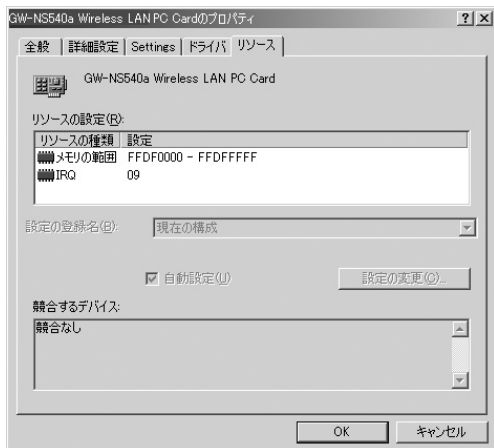 GW-NS540a Wireless LAN PC Cardのプロパティ
全般 詳細設定 Settings ドライバ リソース
GW-NS540a Wireless LAN PC Card
リソースの設定(R):
リソースの種類 設定
メモリの範囲 FFDF0000 - FFDFFFFF
IRQ 09
設定の登録名(B): 現在の構成
自動設定(U) 設定の変更(C)...
競合するデバイス:
競合なし
OK キャンセル